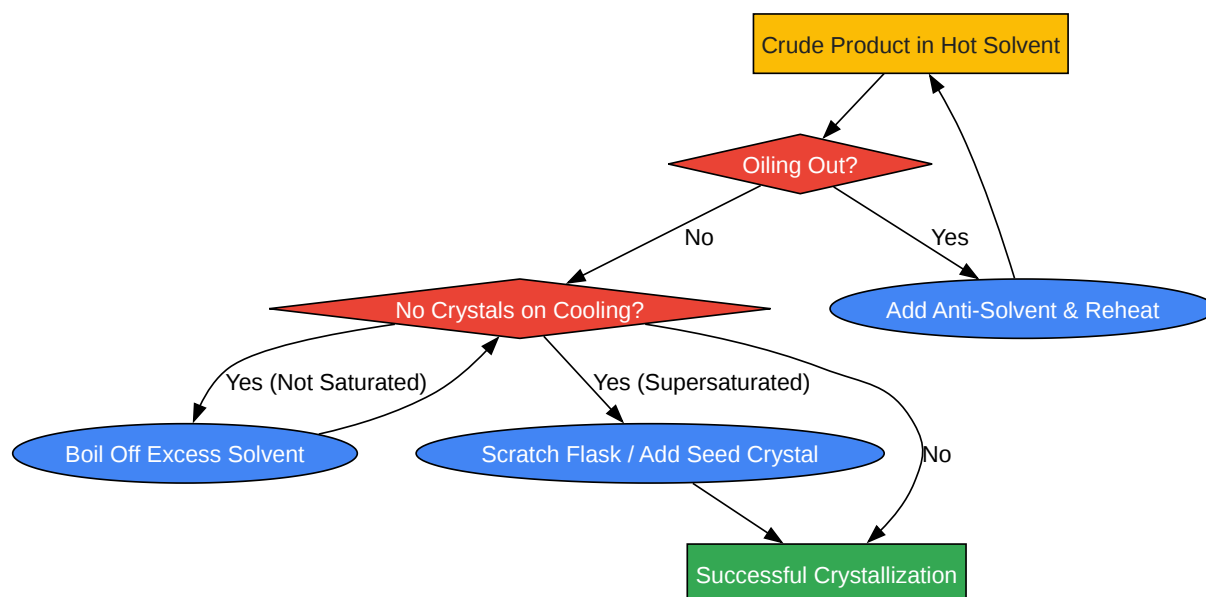 Crude Product in Hot Solvent
Oiling Out?
No
Yes
No Crystals on Cooling?
Add Anti-Solvent & Reheat
Yes (Not Saturated)
Yes (Supersaturated)
Boil Off Excess Solvent
Scratch Flask / Add Seed Crystal
No
Successful Crystallization